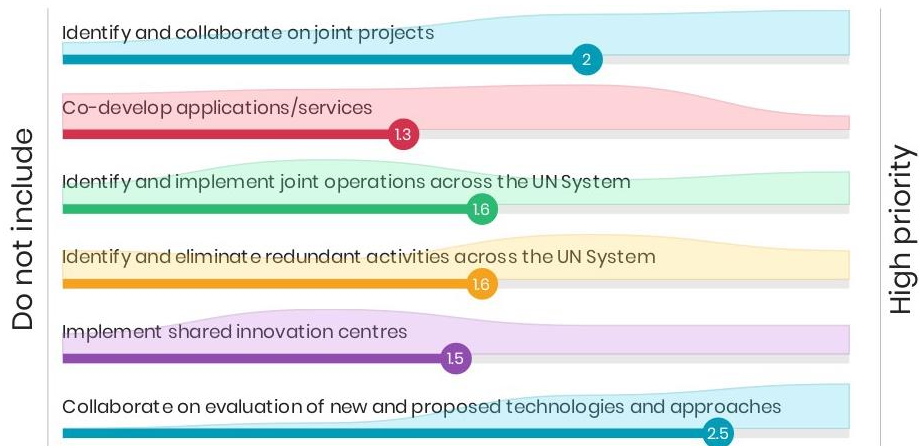 Do not include
Identify and collaborate on joint projects
2
Co-develop applications/services
1.3
Identify and implement joint operations across the UN System
1.6
Identify and eliminate redundant activities across the UN System
1.6
Implement shared innovation centres
1.5
Collaborate on evaluation of new and proposed technologies and approaches
2.5
High priority